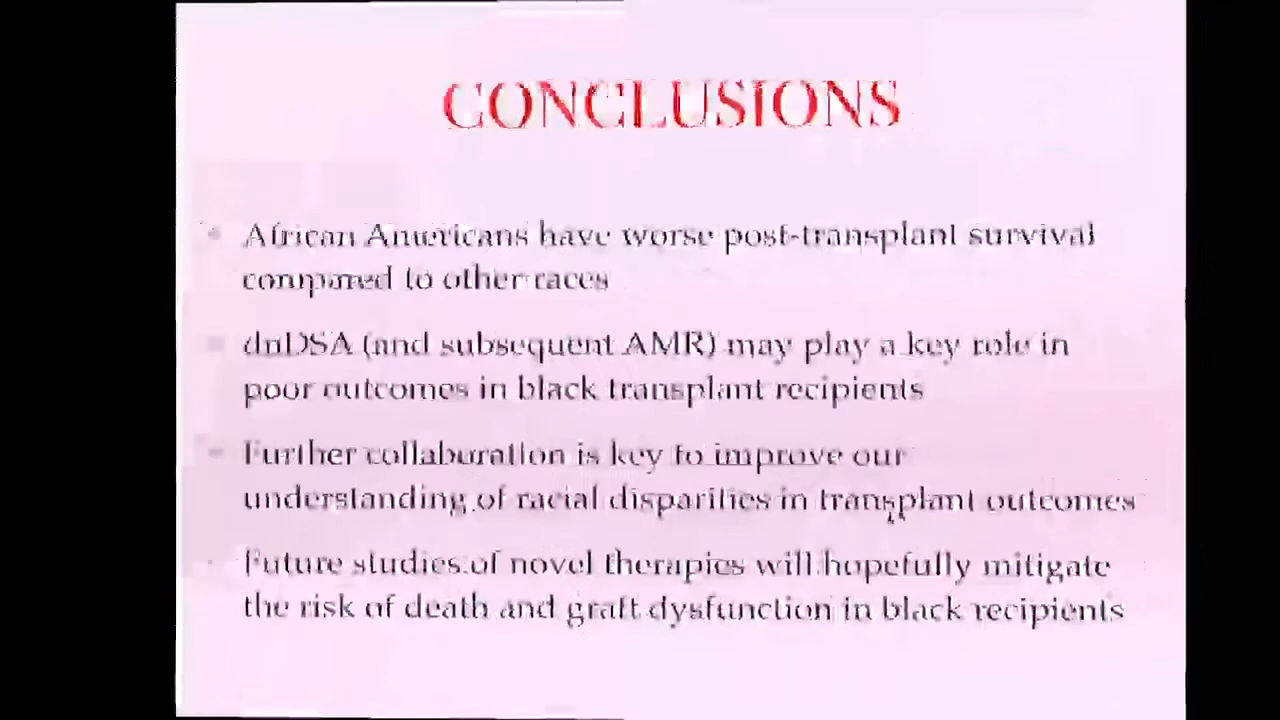 CONCLUSIONS
African Americans have worse post-transplant survival
compared to other races
dnDSA (and subsequent AMR) may play a key role in
poor outcomes in black transplant recipients
Further collaboration is key to improve our
understanding of racial disparities in transplant outcomes
Future studies of novel therapies will hopefully mitigate
the risk of death and graft dysfunction in black recipients